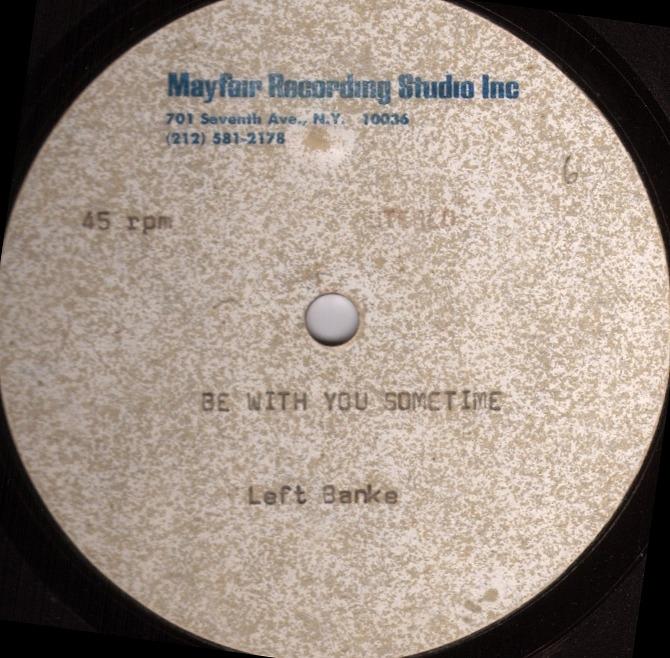 Mayfair Recording Studio Inc
701 Seventh Ave., N.Y. 10036
(212) 581-2178
6
45 rpm STEREO
BE WITH YOU SOMETIME
Left Banke